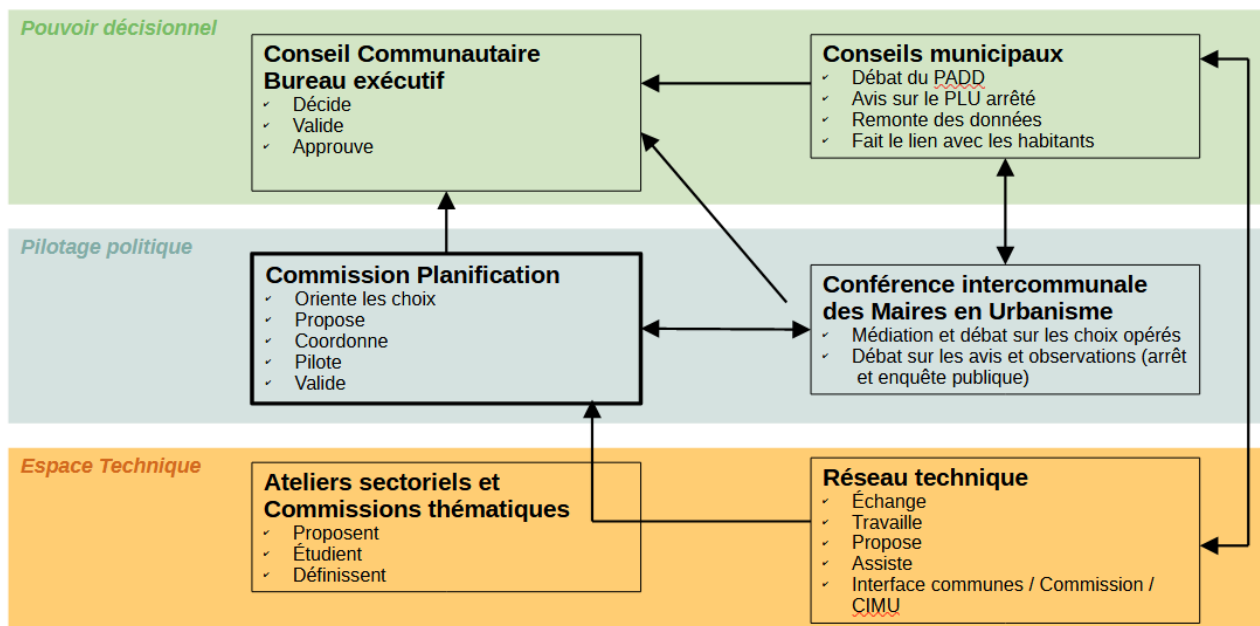 Pouvoir décisionnel
Conseil Communautaire
Bureau exécutif
✓ Décide
✓ Valide
✓ Approuve
Conseils municipaux
✓ Débat du PADD
✓ Avis sur le PLU arrêté
✓ Remonte des données
✓ Fait le lien avec les habitants
Pilotage politique
Commission Planification
✓ Oriente les choix
✓ Propose
✓ Coordonne
✓ Pilote
✓ Valide
Conférence intercommunale
des Maires en Urbanisme
✓ Médiation et débat sur les choix opérés
✓ Débat sur les avis et observations (arrêt
et enquête publique)
Espace Technique
Ateliers sectoriels et
Commissions thématiques
✓ Proposent
✓ Étudient
✓ Définissent
Réseau technique
✓ Échange
✓ Travaille
✓ Propose
✓ Assiste
✓ Interface communes / Commission /
CIMU